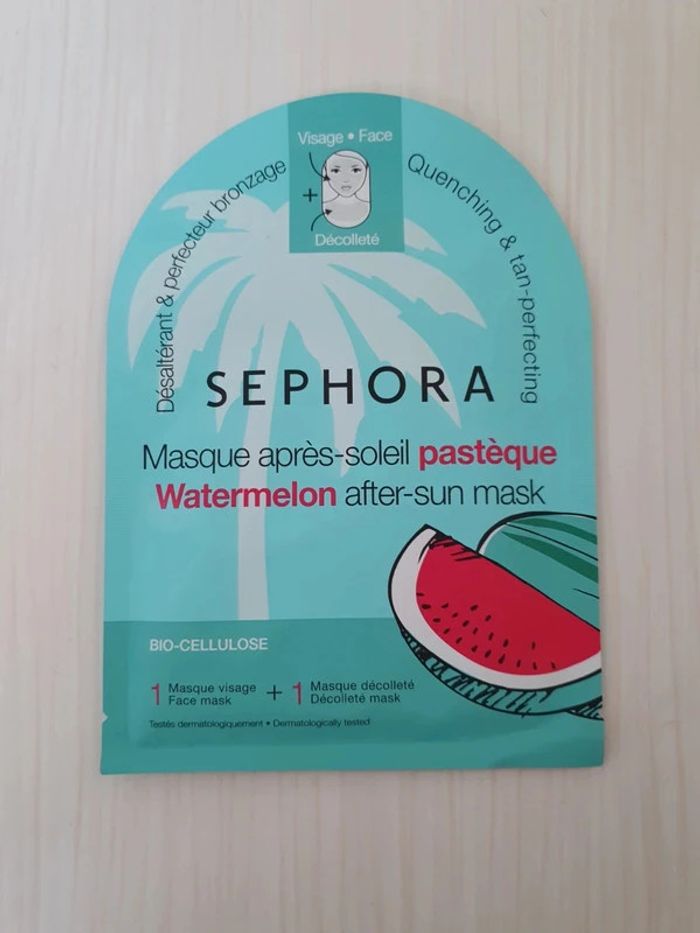 Visage • Face
+
Décolleté
Désaltérant & perfecteur bronzage
Quenching & tan-perfecting
SEPHORA
Masque après-soleil pastèque
Watermelon after-sun mask
BIO-CELLULOSE
1 Masque visage + 1 Masque décolleté
Face mask Décolleté mask
Testés dermatologiquement • Dermatologically tested